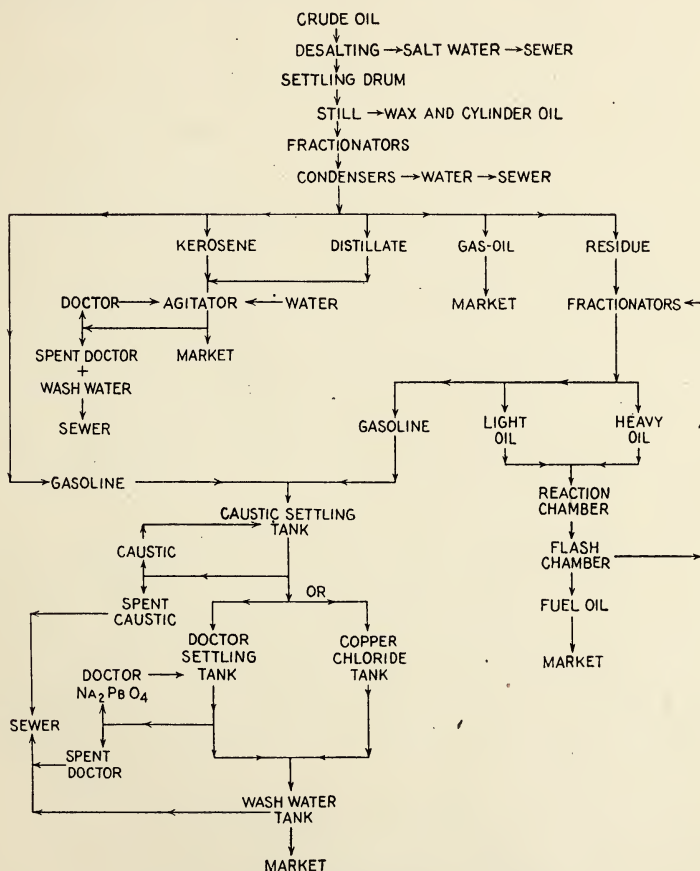 CRUDE OIL
DESALTING → SALT WATER → SEWER
SETTLING DRUM
STILL → WAX AND CYLINDER OIL
FRACTIONATORS
CONDENSERS → WATER → SEWER
KEROSENE DISTILLATE GAS-OIL RESIDUE
DOCTOR AGITATOR WATER MARKET FRACTIONATORS
SPENT DOCTOR
+
WASH WATER
MARKET
SEWER
GASOLINE
LIGHT
OIL
HEAVY
OIL
GASOLINE
REACTION
CHAMBER
CAUSTIC SETTLING
TANK
CAUSTIC
FLASH
CHAMBER
SPENT
CAUSTIC
OR
FUEL OIL
DOCTOR
SETTLING
TANK
COPPER
CHLORIDE
TANK
MARKET
DOCTOR
Na₂PBO₄
SEWER
SPENT
DOCTOR
WASH WATER
TANK
MARKET